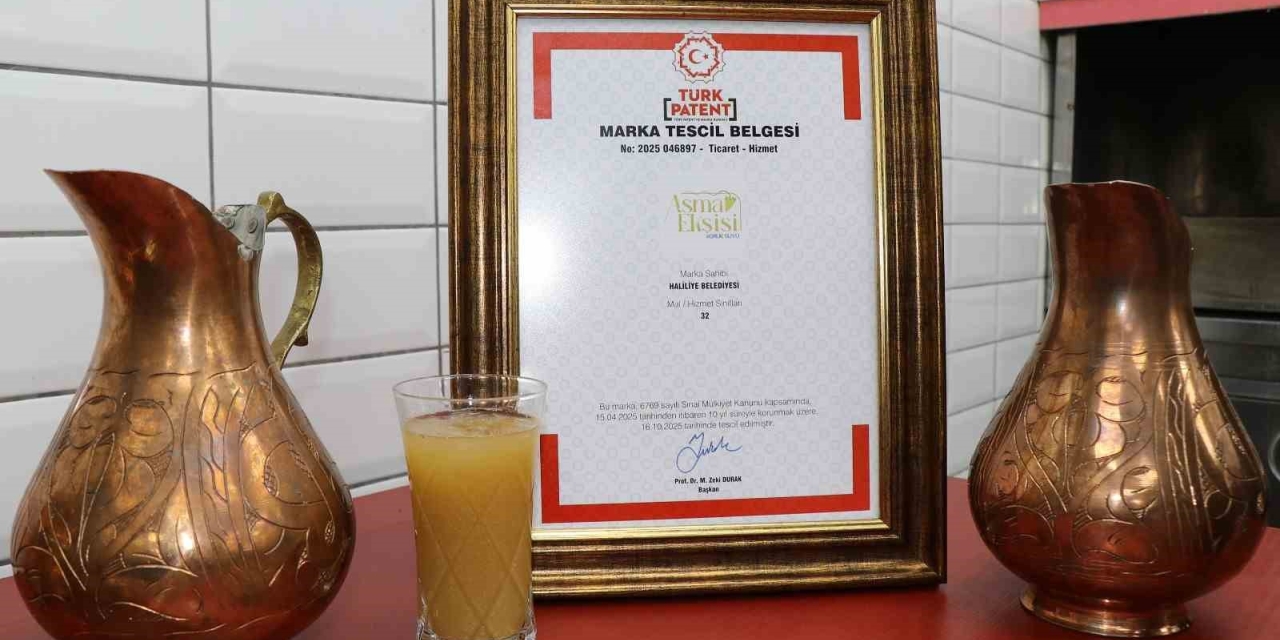 TÜRK
PATENT
MARKA TESCİL BELGESİ
No: 2025 046897 - Ticaret - Hizmet
Asma
Ekşisi
Marka Sahibi
HALİLİYE BELEDİYESİ
Mal / Hizmet Sınıfları
32
Bu marka, 6769 sayılı Sınai Mülkiyet Kanunu kapsamında,
15.04.2025 tarihinden itibaren 10 yıl süreyle korunmak üzere,
16.10.2025 tarihinde tescil edilmiştir.
Prof. Dr. M. Zeki DURAK
Başkan